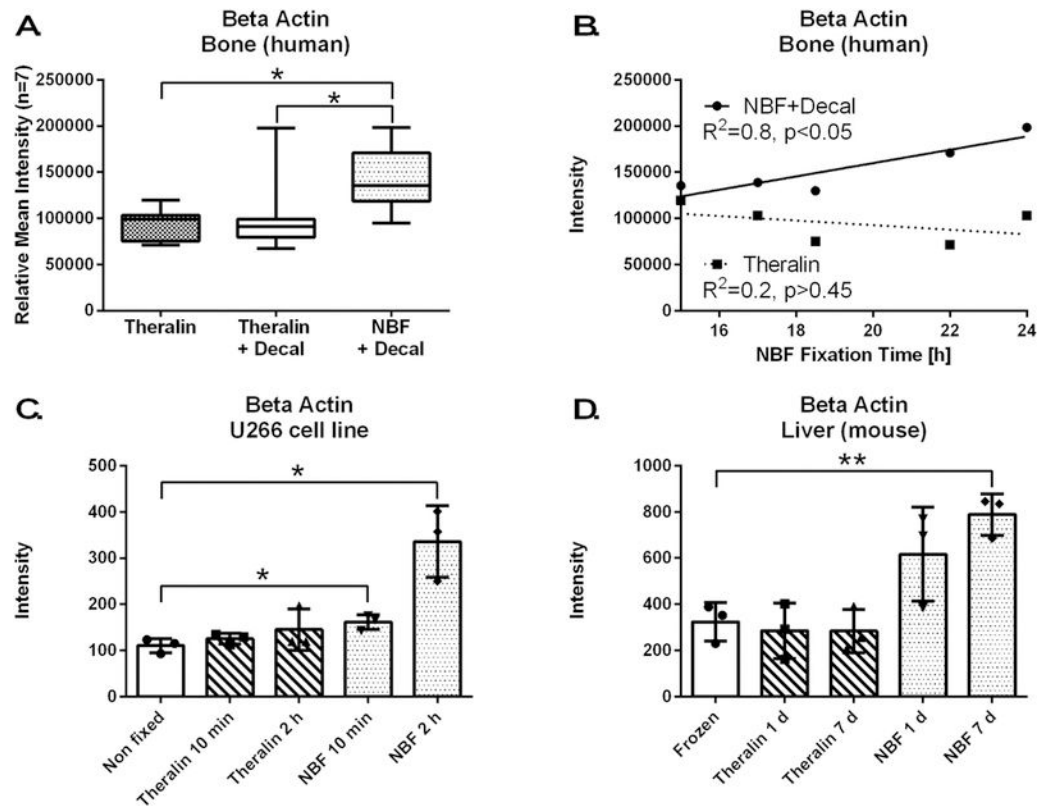 A.
Beta Actin
Bone (human)
Relative Mean Intensity (n=7)
250000
200000
150000
100000
50000
0
*
*
Theralin
Theralin
+ Decal
NBF
+ Decal
B.
Beta Actin
Bone (human)
Intensity
250000
200000
150000
100000
50000
0
NBF+Decal
R²=0.8, p<0.05
Theralin
R²=0.2, p>0.45
16
18
20
22
24
NBF Fixation Time [h]
C.
Beta Actin
U266 cell line
Intensity
500
400
300
200
100
0
*
*
Non fixed
Theralin 10 min
Theralin 2 h
NBF 10 min
NBF 2 h
D.
Beta Actin
Liver (mouse)
Intensity
1000
800
600
400
200
0
**
Frozen
Theralin 1 d
Theralin 7 d
NBF 1 d
NBF 7 d